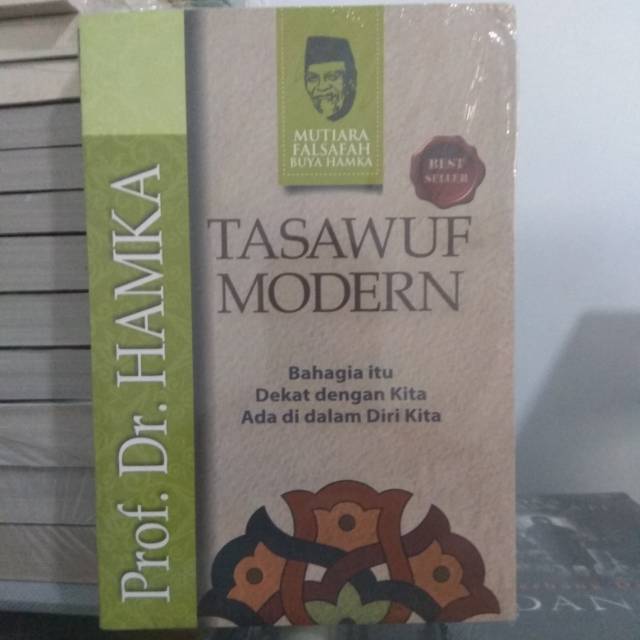 MUTIARA
FALSAFAH
BUYA HAMKA
BEST
SELLER
TASAWUF
MODERN
Bahagia itu
Dekat dengan Kita
Ada di dalam Diri Kita
Prof. Dr. HAMKA
DAN